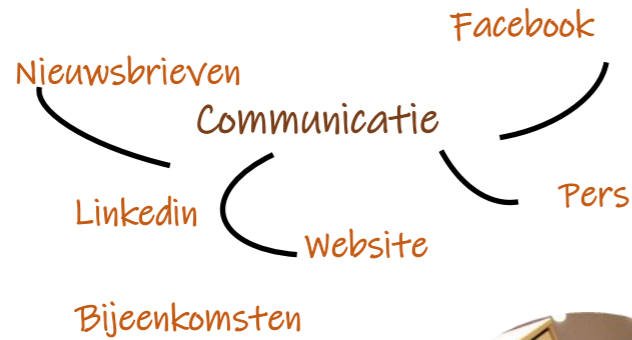 Facebook
Nieuwsbrieven
Communicatie
Pers
Linkedin
Website
Bijeenkomsten